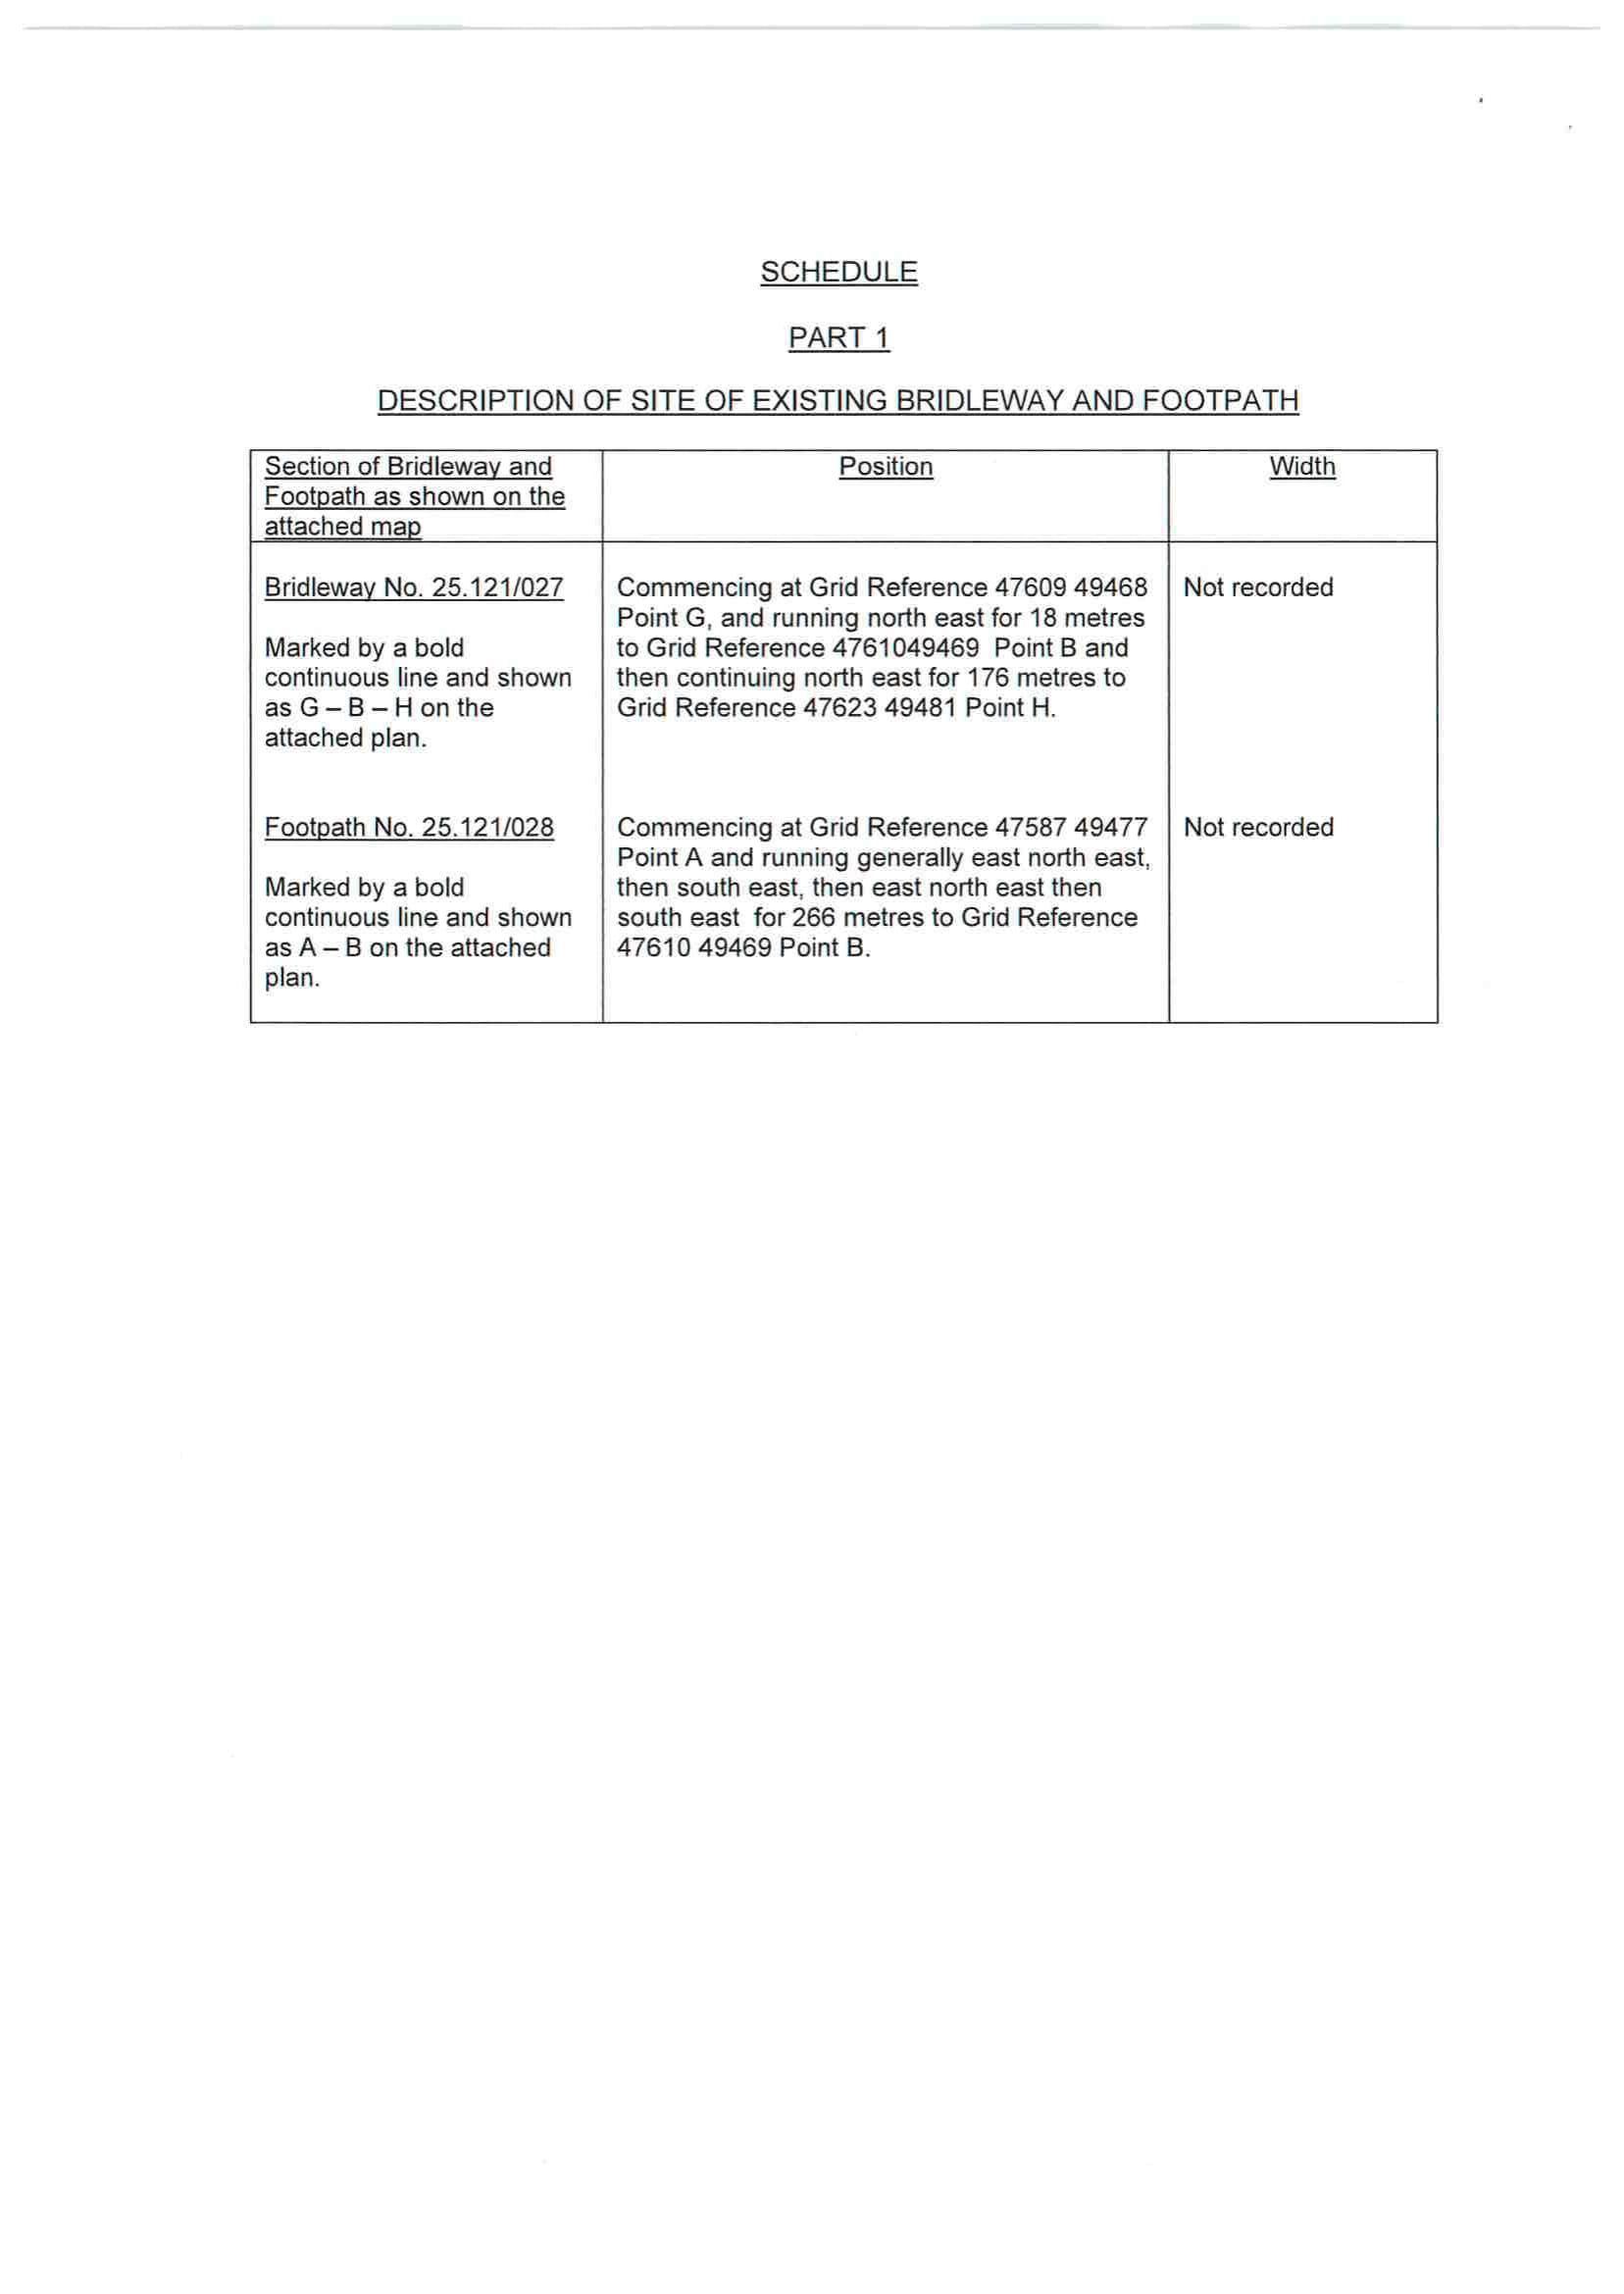 SCHEDULE
PART 1
DESCRIPTION OF SITE OF EXISTING BRIDLEWAY AND FOOTPATH
Section of Bridleway and
Footpath as shown on the
attached map
Position
Width
Bridleway No. 25.121/027
Marked by a bold
continuous line and shown
as G – B – H on the
attached plan.
Commencing at Grid Reference 47609 49468
Point G, and running north east for 18 metres
to Grid Reference 4761049469 Point B and
then continuing north east for 176 metres to
Grid Reference 47623 49481 Point H.
Not recorded
Footpath No. 25.121/028
Marked by a bold
continuous line and shown
as A – B on the attached
plan.
Commencing at Grid Reference 47587 49477
Point A and running generally east north east,
then south east, then east north east then
south east for 266 metres to Grid Reference
47610 49469 Point B.
Not recorded